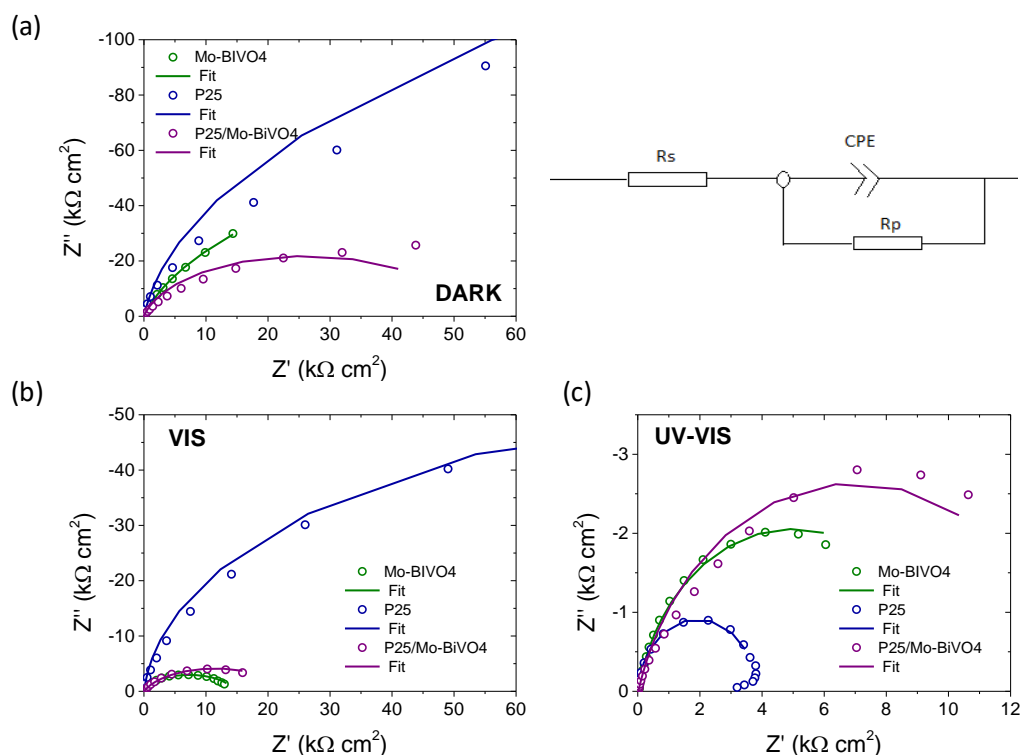 (a)
-100
-80
-60
-40
-20
0
Z'' (kΩ cm²)
Mo-BIVO4
Fit
P25
Fit
P25/Mo-BiVO4
Fit
DARK
0 10 20 30 40 50 60
Z' (kΩ cm²)
Rs
CPE
Rp
(b)
-50
-40
-30
-20
-10
0
Z'' (kΩ cm²)
VIS
Mo-BIVO4
Fit
P25
Fit
P25/Mo-BiVO4
Fit
0 10 20 30 40 50 60
Z' (kΩ cm²)
(c)
-3
-2
-1
0
Z'' (kΩ cm²)
UV-VIS
Mo-BIVO4
Fit
P25
Fit
P25/Mo-BiVO4
Fit
0 2 4 6 8 10 12
Z' (kΩ cm²)